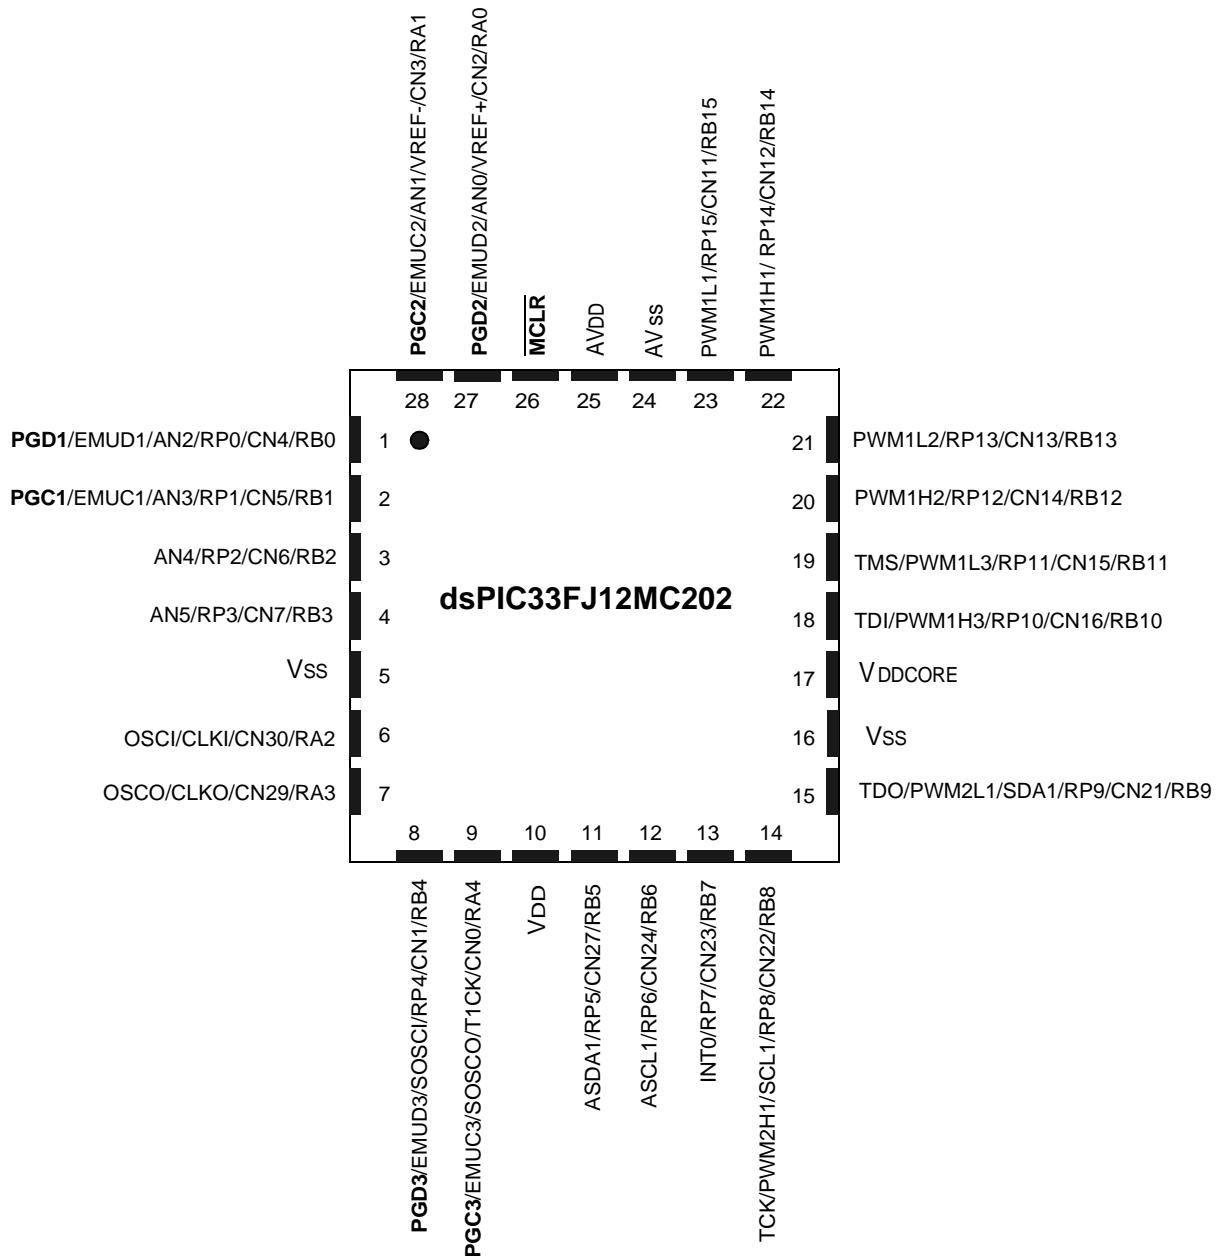 PGC2/EMUC2/AN1/VREF-/CN3/RA1
PGD2/EMUD2/AN0/VREF+/CN2/RA0
MCLR
AVDD
AVss
PWM1L1/RP15/CN11/RB15
PWM1H1/ RP14/CN12/RB14
28 27 26 25 24 23 22
PGD1/EMUD1/AN2/RP0/CN4/RB0 1
21 PWM1L2/RP13/CN13/RB13
PGC1/EMUC1/AN3/RP1/CN5/RB1 2
20 PWM1H2/RP12/CN14/RB12
AN4/RP2/CN6/RB2 3
19 TMS/PWM1L3/RP11/CN15/RB11
dsPIC33FJ12MC202
AN5/RP3/CN7/RB3 4
18 TDI/PWM1H3/RP10/CN16/RB10
Vss 5
17 VDDCORE
OSCI/CLKI/CN30/RA2 6
16 Vss
OSCO/CLKO/CN29/RA3 7
15 TDO/PWM2L1/SDA1/RP9/CN21/RB9
8 9 10 11 12 13 14
PGD3/EMUD3/SOSCI/RP4/CN1/RB4
PGC3/EMUC3/SOSCO/T1CK/CN0/RA4
VDD
ASDA1/RP5/CN27/RB5
ASCL1/RP6/CN24/RB6
INT0/RP7/CN23/RB7
TCK/PWM2H1/SCL1/RP8/CN22/RB8